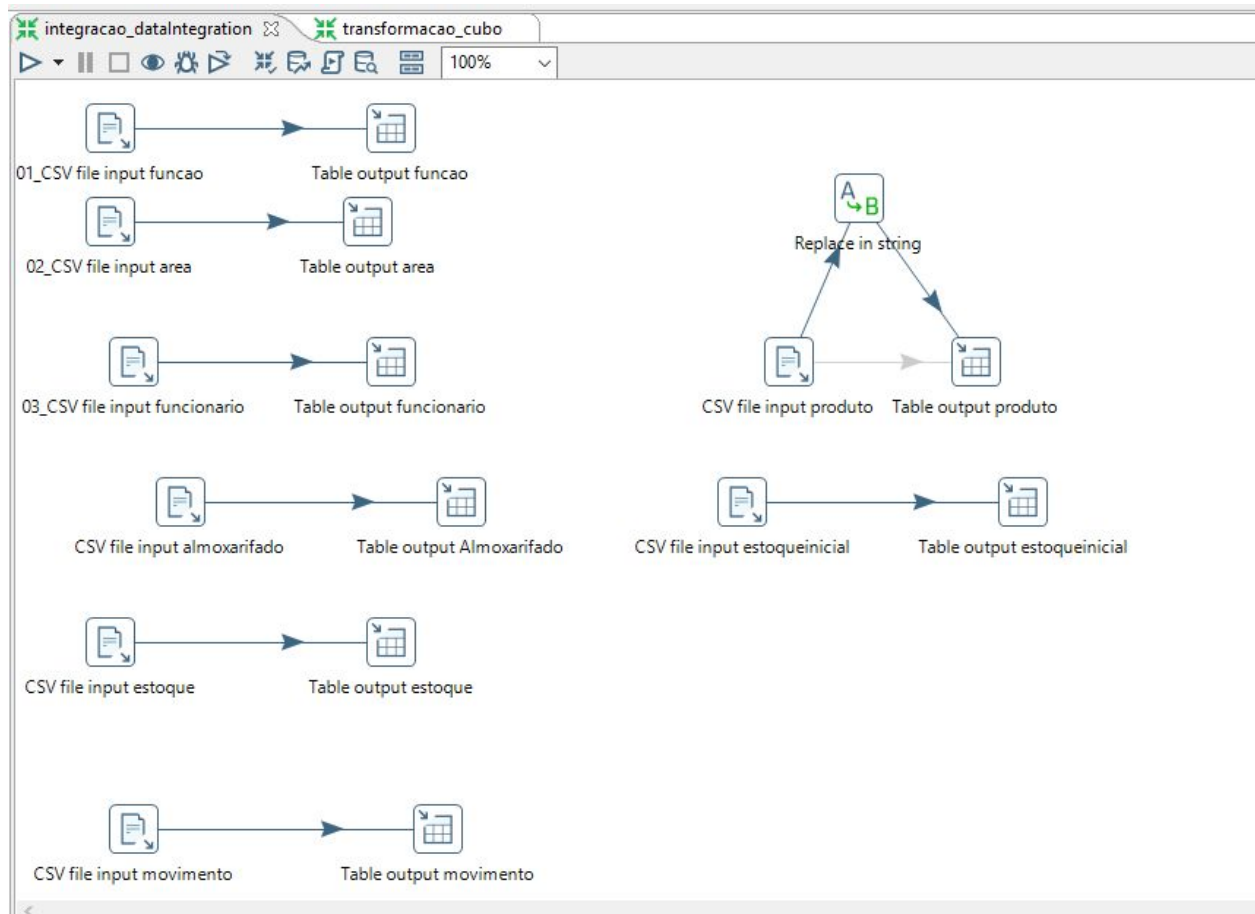 integracao_dataIntegration
transformacao_cubo
100%
01_CSV file input funcao
Table output funcao
02_CSV file input area
Table output area
A
B
Replace in string
03_CSV file input funcionario
Table output funcionario
CSV file input produto
Table output produto
CSV file input almoxarifado
Table output Almoxarifado
CSV file input estoqueinicial
Table output estoqueinicial
CSV file input estoque
Table output estoque
CSV file input movimento
Table output movimento